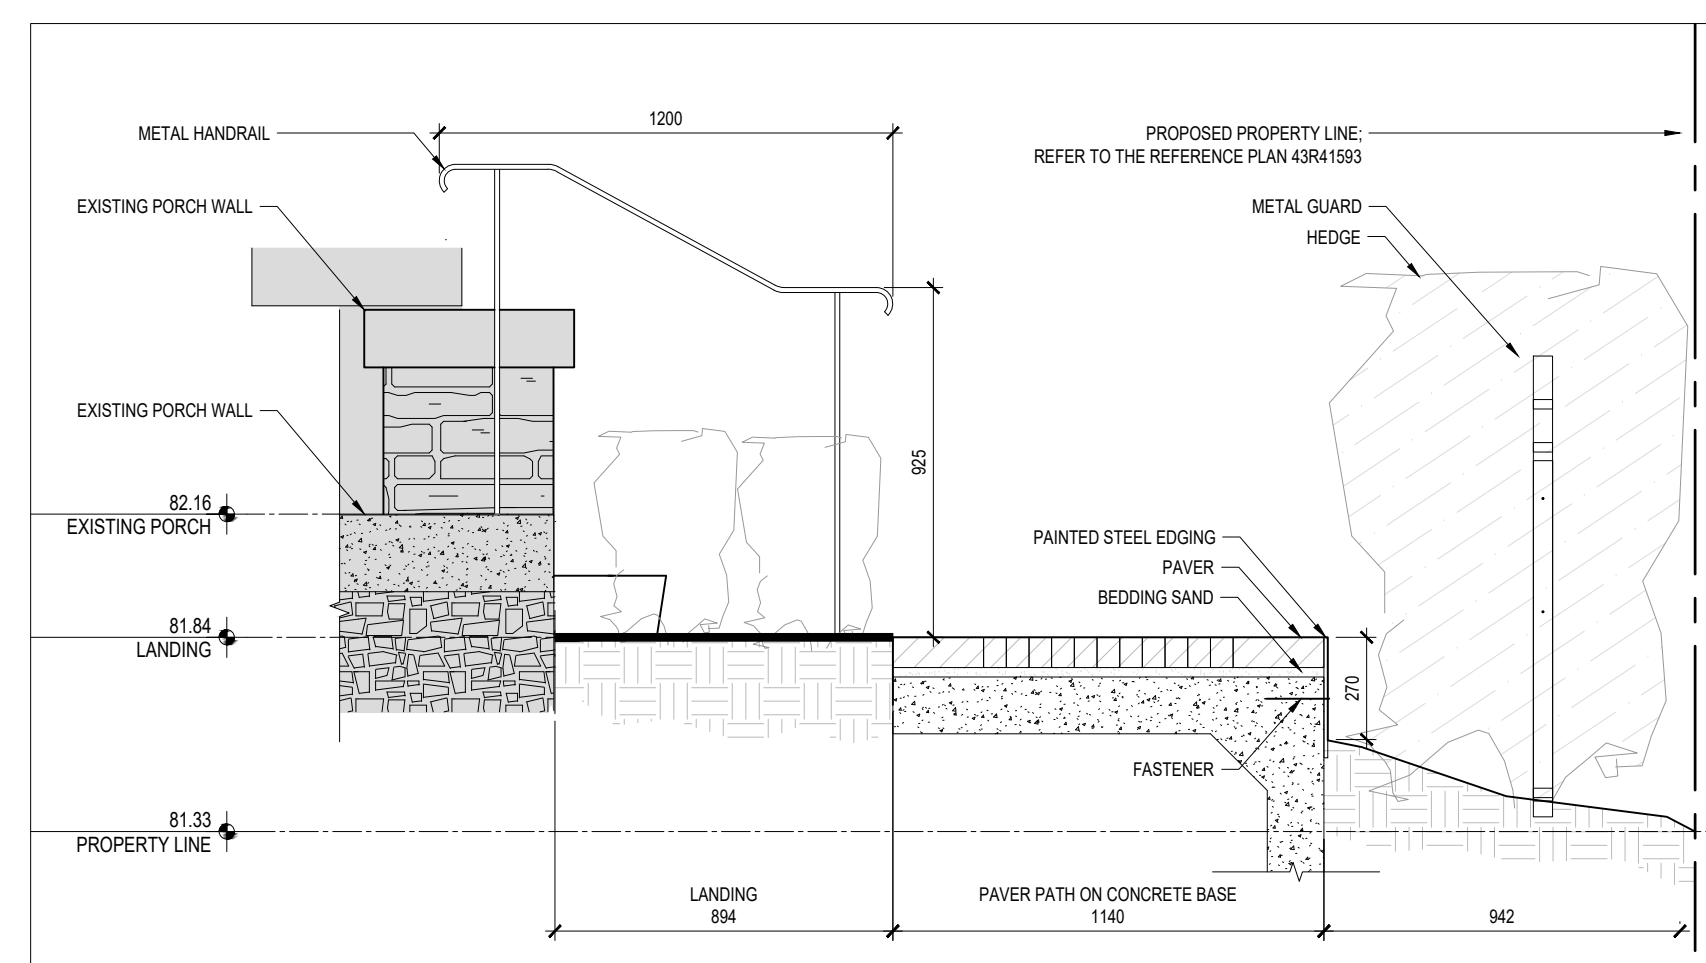 1200
METAL HANDRAIL
PROPOSED PROPERTY LINE;
REFER TO THE REFERENCE PLAN 43R41593
EXISTING PORCH WALL
METAL GUARD
HEDGE
EXISTING PORCH WALL
925
82.16
EXISTING PORCH
PAINTED STEEL EDGING
PAVER
BEDDING SAND
81.84
LANDING
270
FASTENER
81.33
PROPERTY LINE
LANDING
894
PAVER PATH ON CONCRETE BASE
1140
942